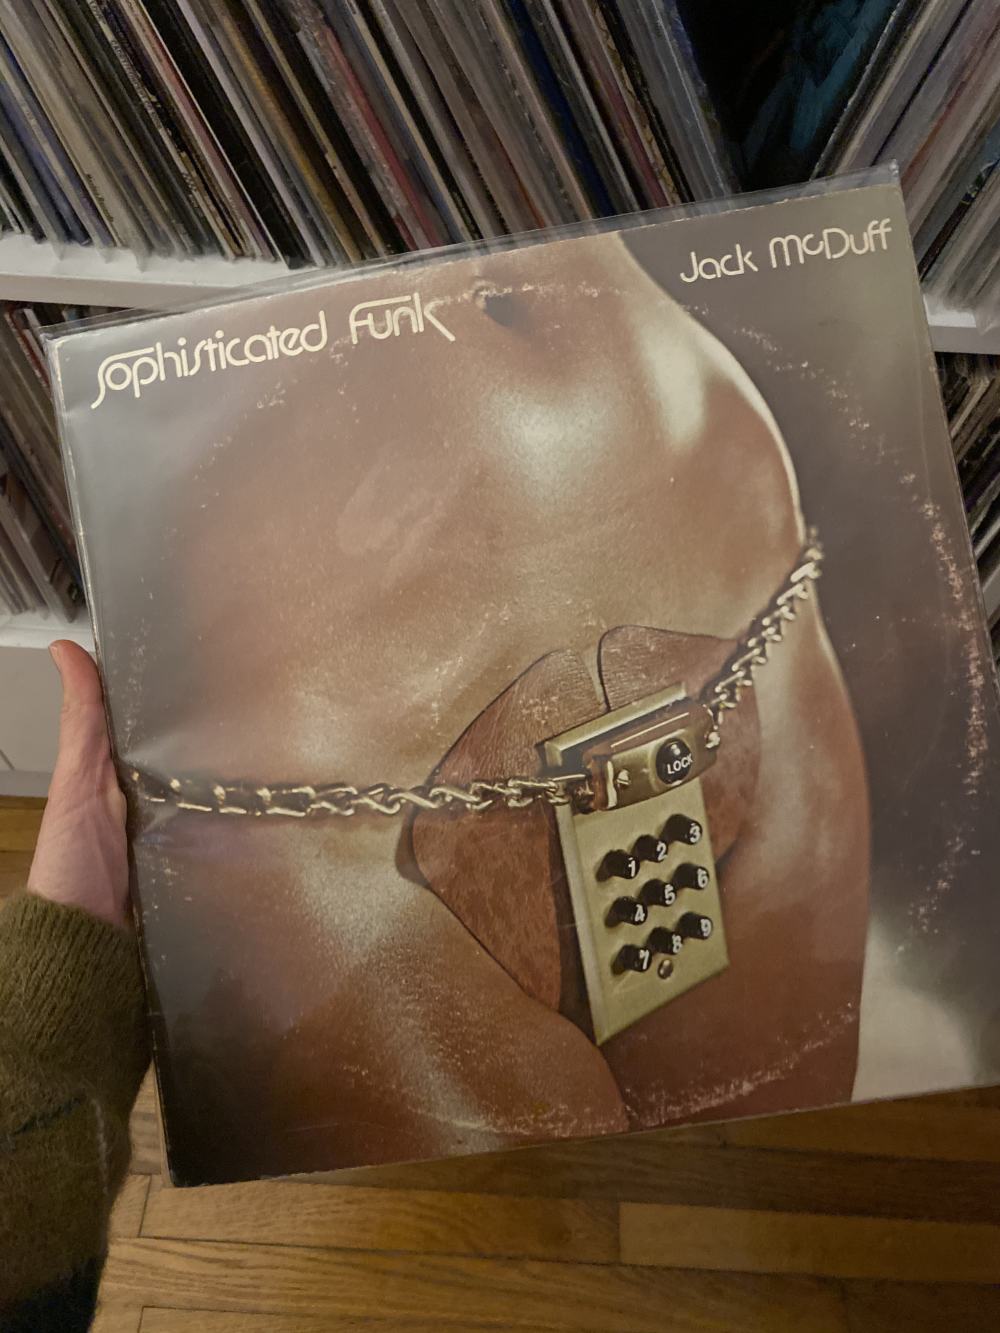 Sophisticated Funk
Jack McDuff
LOCK
1 2 3
4 5 6
7 8 9